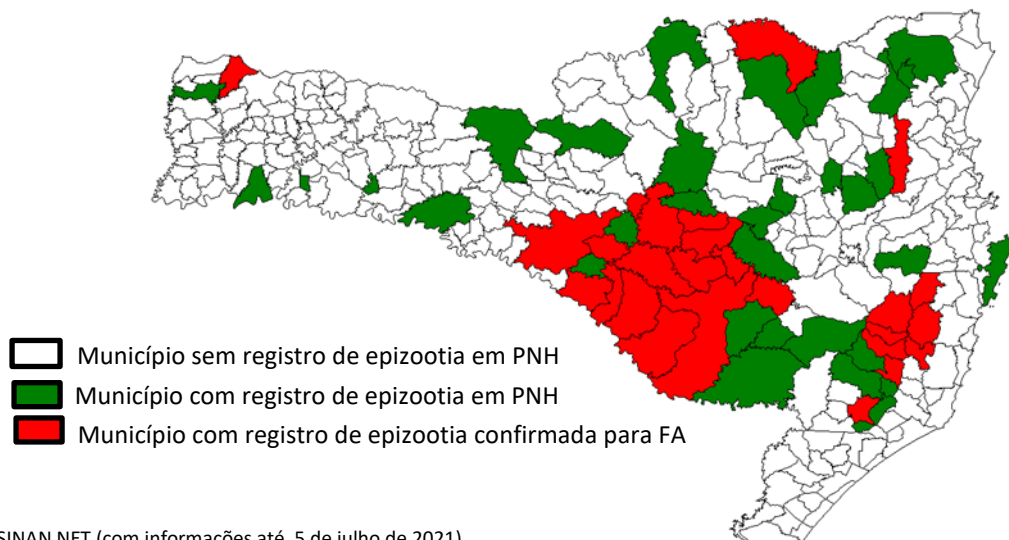 Município sem registro de epizootia em PNH
Município com registro de epizootia em PNH
Município com registro de epizootia confirmada para FA
SINAN NET (com informações até 5 de julho de 2021)